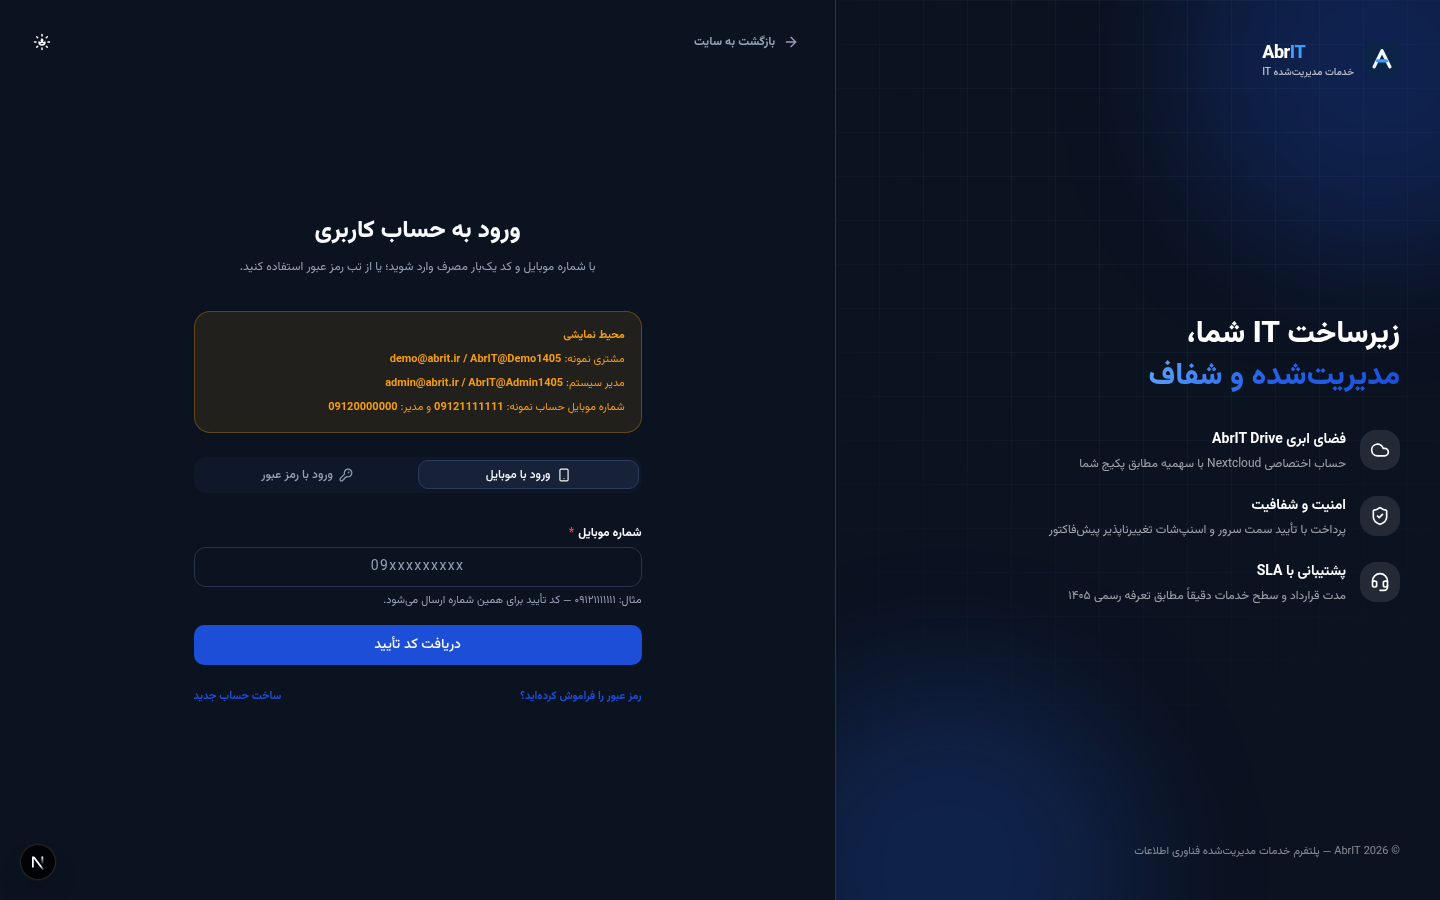 AbrIT
خدمات مدیریت‌شده IT
زیرساخت IT شما،
مدیریت‌شده و شفاف
فضای ابری AbrIT Drive
حساب اختصاصی Nextcloud با سهمیه مطابق پکیج شما
امنیت و شفافیت
پرداخت با تأیید سمت سرور و اسنپ‌شات تغییرناپذیر پیش‌فاکتور
پشتیبانی با SLA
مدت قرارداد و سطح خدمات دقیقاً مطابق تعرفه رسمی ۱۴۰۵
© 2026 AbrIT — پلتفرم خدمات مدیریت‌شده فناوری اطلاعات
بازگشت به سایت
ورود به حساب کاربری
با شماره موبایل و کد یک‌بار مصرف وارد شوید؛ یا از تب رمز عبور استفاده کنید.
محیط نمایشی
مشتری نمونه: demo@abrit.ir / AbrIT@Demo1405
مدیر سیستم: admin@abrit.ir / AbrIT@Admin1405
شماره موبایل حساب نمونه: 09121111111 و مدیر: 09120000000
ورود با موبایل
ورود با رمز عبور
شماره موبایل *
09xxxxxxxxx
مثال: ۰۹۱۲۱۱۱۱۱۱۱ — کد تأیید برای همین شماره ارسال می‌شود.
دریافت کد تأیید
رمز عبور را فراموش کرده‌اید؟
ساخت حساب جدید